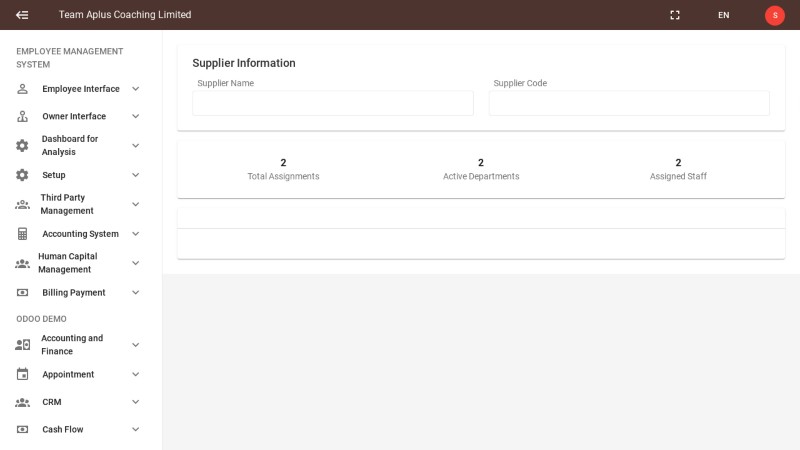 Team Aplus Coaching Limited
EN
S
EMPLOYEE MANAGEMENT
SYSTEM
Employee Interface
Owner Interface
Dashboard for
Analysis
Setup
Third Party
Management
Accounting System
Human Capital
Management
Billing Payment
ODOO DEMO
Accounting and
Finance
Appointment
CRM
Cash Flow
Supplier Information
Supplier Name
Supplier Code
2
Total Assignments
2
Active Departments
2
Assigned Staff